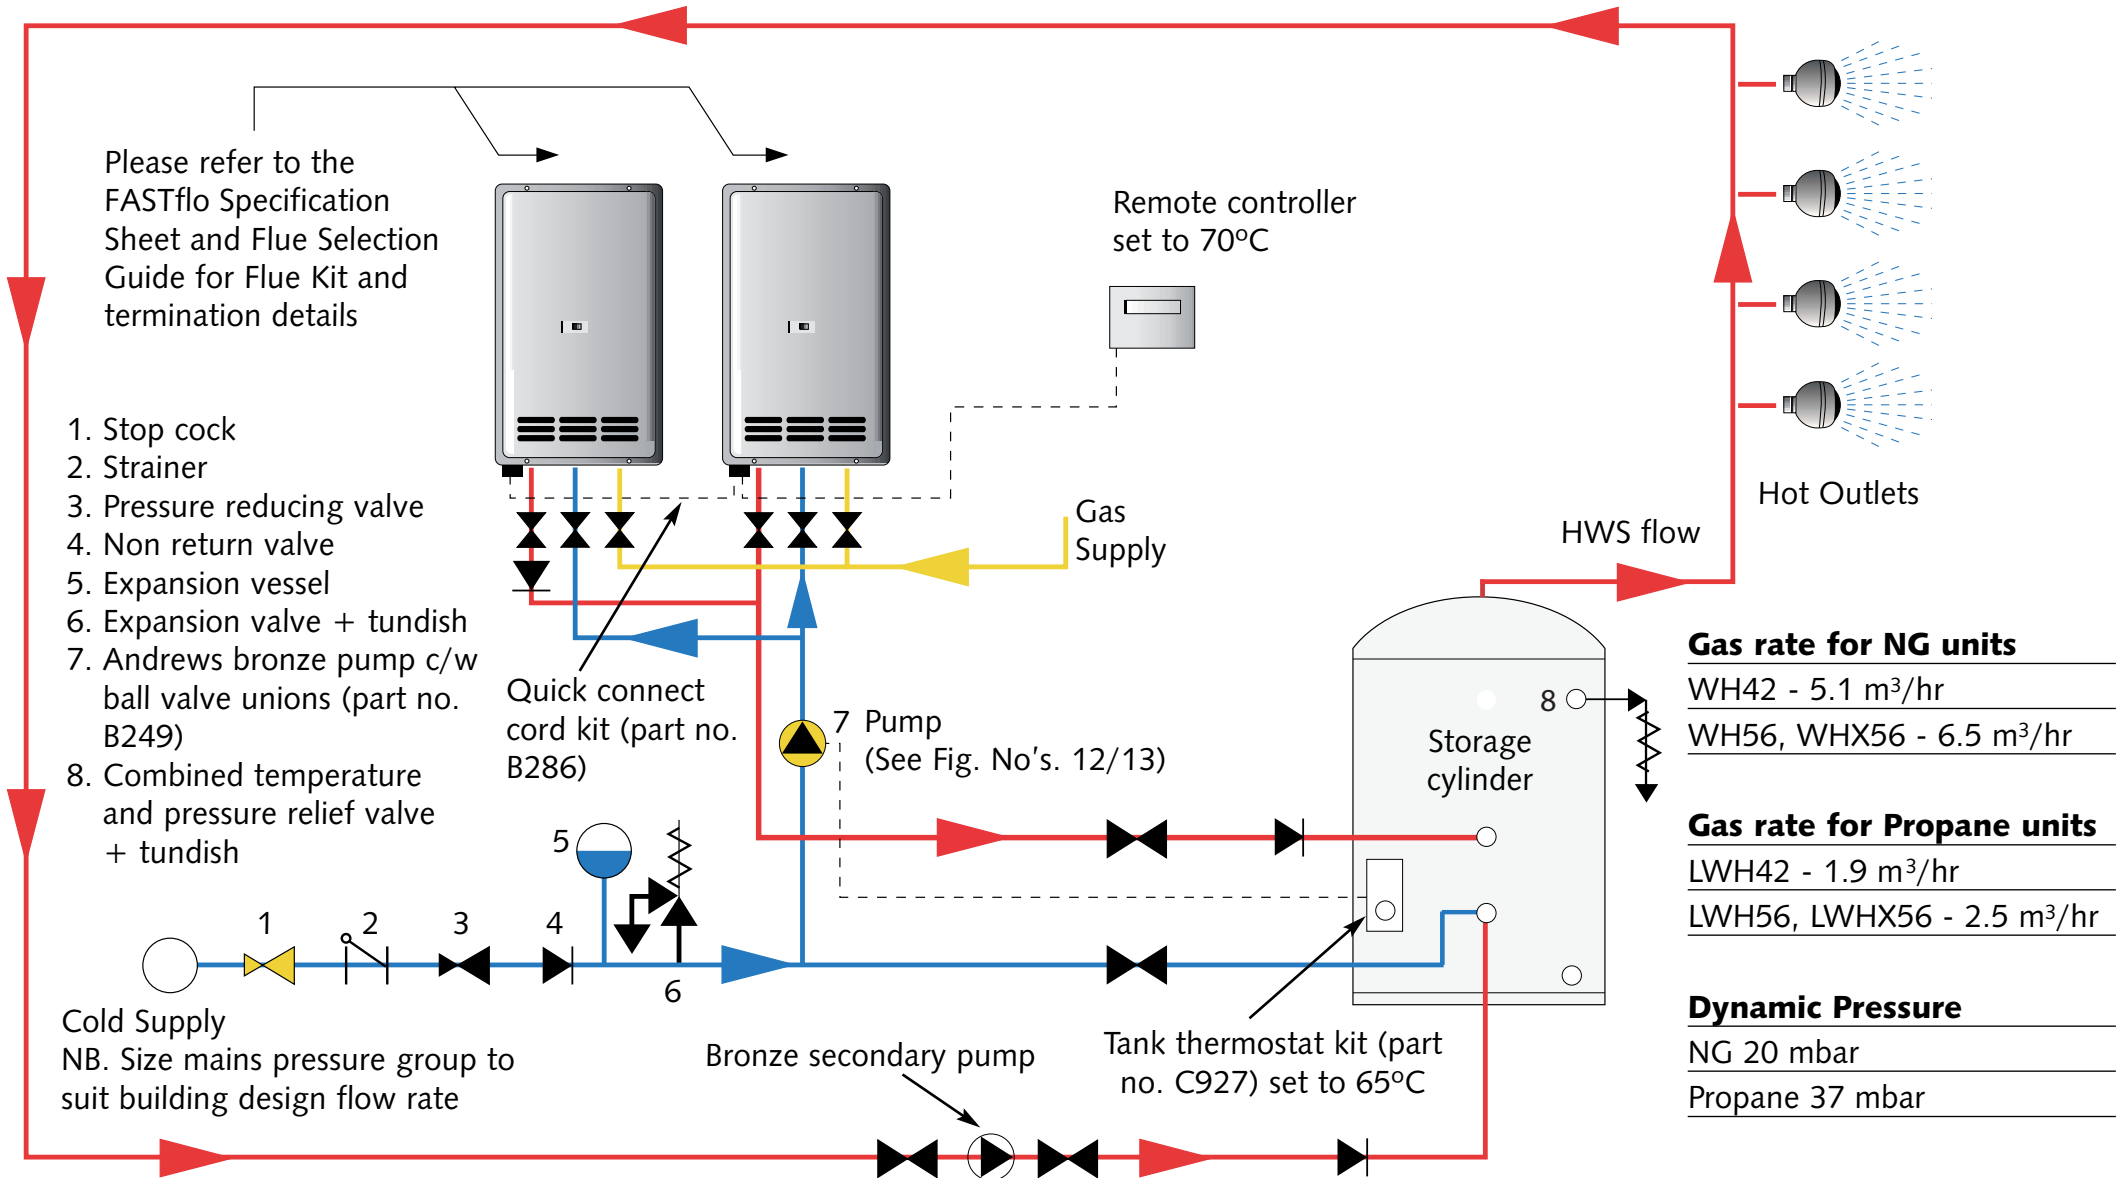 Please refer to the
FASTflo Specification
Sheet and Flue Selection
Guide for Flue Kit and
termination details
Remote controller
set to 70ºC
1. Stop cock
2. Strainer
3. Pressure reducing valve
4. Non return valve
5. Expansion vessel
6. Expansion valve + tundish
7. Andrews bronze pump c/w
ball valve unions (part no.
B249)
8. Combined temperature
and pressure relief valve
+ tundish
Gas
Supply
Hot Outlets
HWS flow
Quick connect
cord kit (part no.
B286)
7 Pump
(See Fig. No's. 12/13)
8
Storage
cylinder
Gas rate for NG units
WH42 - 5.1 m³/hr
WH56, WHX56 - 6.5 m³/hr
Gas rate for Propane units
LWH42 - 1.9 m³/hr
LWH56, LWHX56 - 2.5 m³/hr
Dynamic Pressure
NG 20 mbar
Propane 37 mbar
5
1
2
3
4
6
Cold Supply
NB. Size mains pressure group to
suit building design flow rate
Bronze secondary pump
Tank thermostat kit (part
no. C927) set to 65ºC